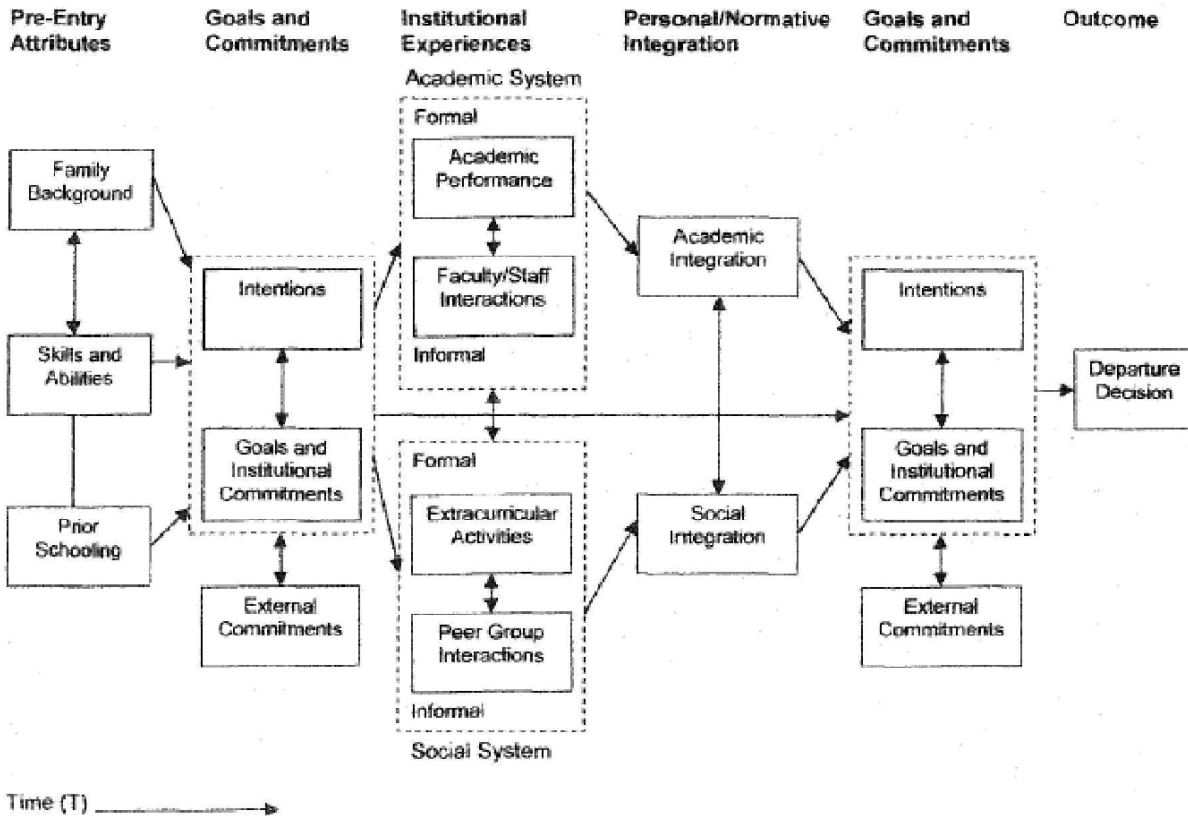 Pre-Entry
Attributes
Goals and
Commitments
Institutional
Experiences
Personal/Normative
Integration
Goals and
Commitments
Outcome
Academic System
Formal
Academic
Performance
Faculty/Staff
Interactions
Informal
Family
Background
Skills and
Abilities
Prior
Schooling
Intentions
Goals and
Institutional
Commitments
External
Commitments
Formal
Extracurricular
Activities
Peer Group
Interactions
Informal
Social System
Academic
Integration
Social
Integration
Intentions
Goals and
Institutional
Commitments
External
Commitments
Departure
Decision
Time (T)